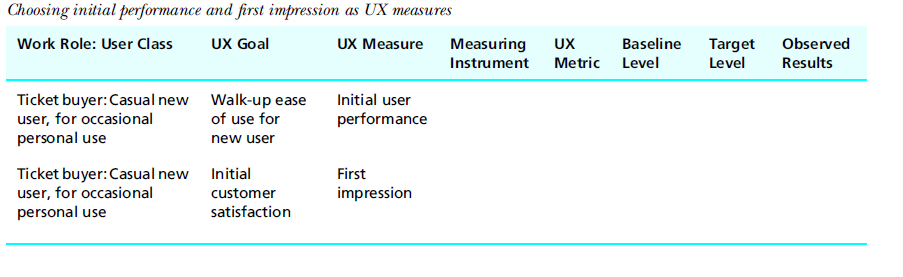 Choosing initial performance and first impression as UX measures
Work Role: User Class UX Goal UX Measure Measuring Instrument UX Metric Baseline Level Target Level Observed Results
Ticket buyer: Casual new user, for occasional personal use Walk-up ease of use for new user Initial user performance
Ticket buyer: Casual new user, for occasional personal use Initial customer satisfaction First impression